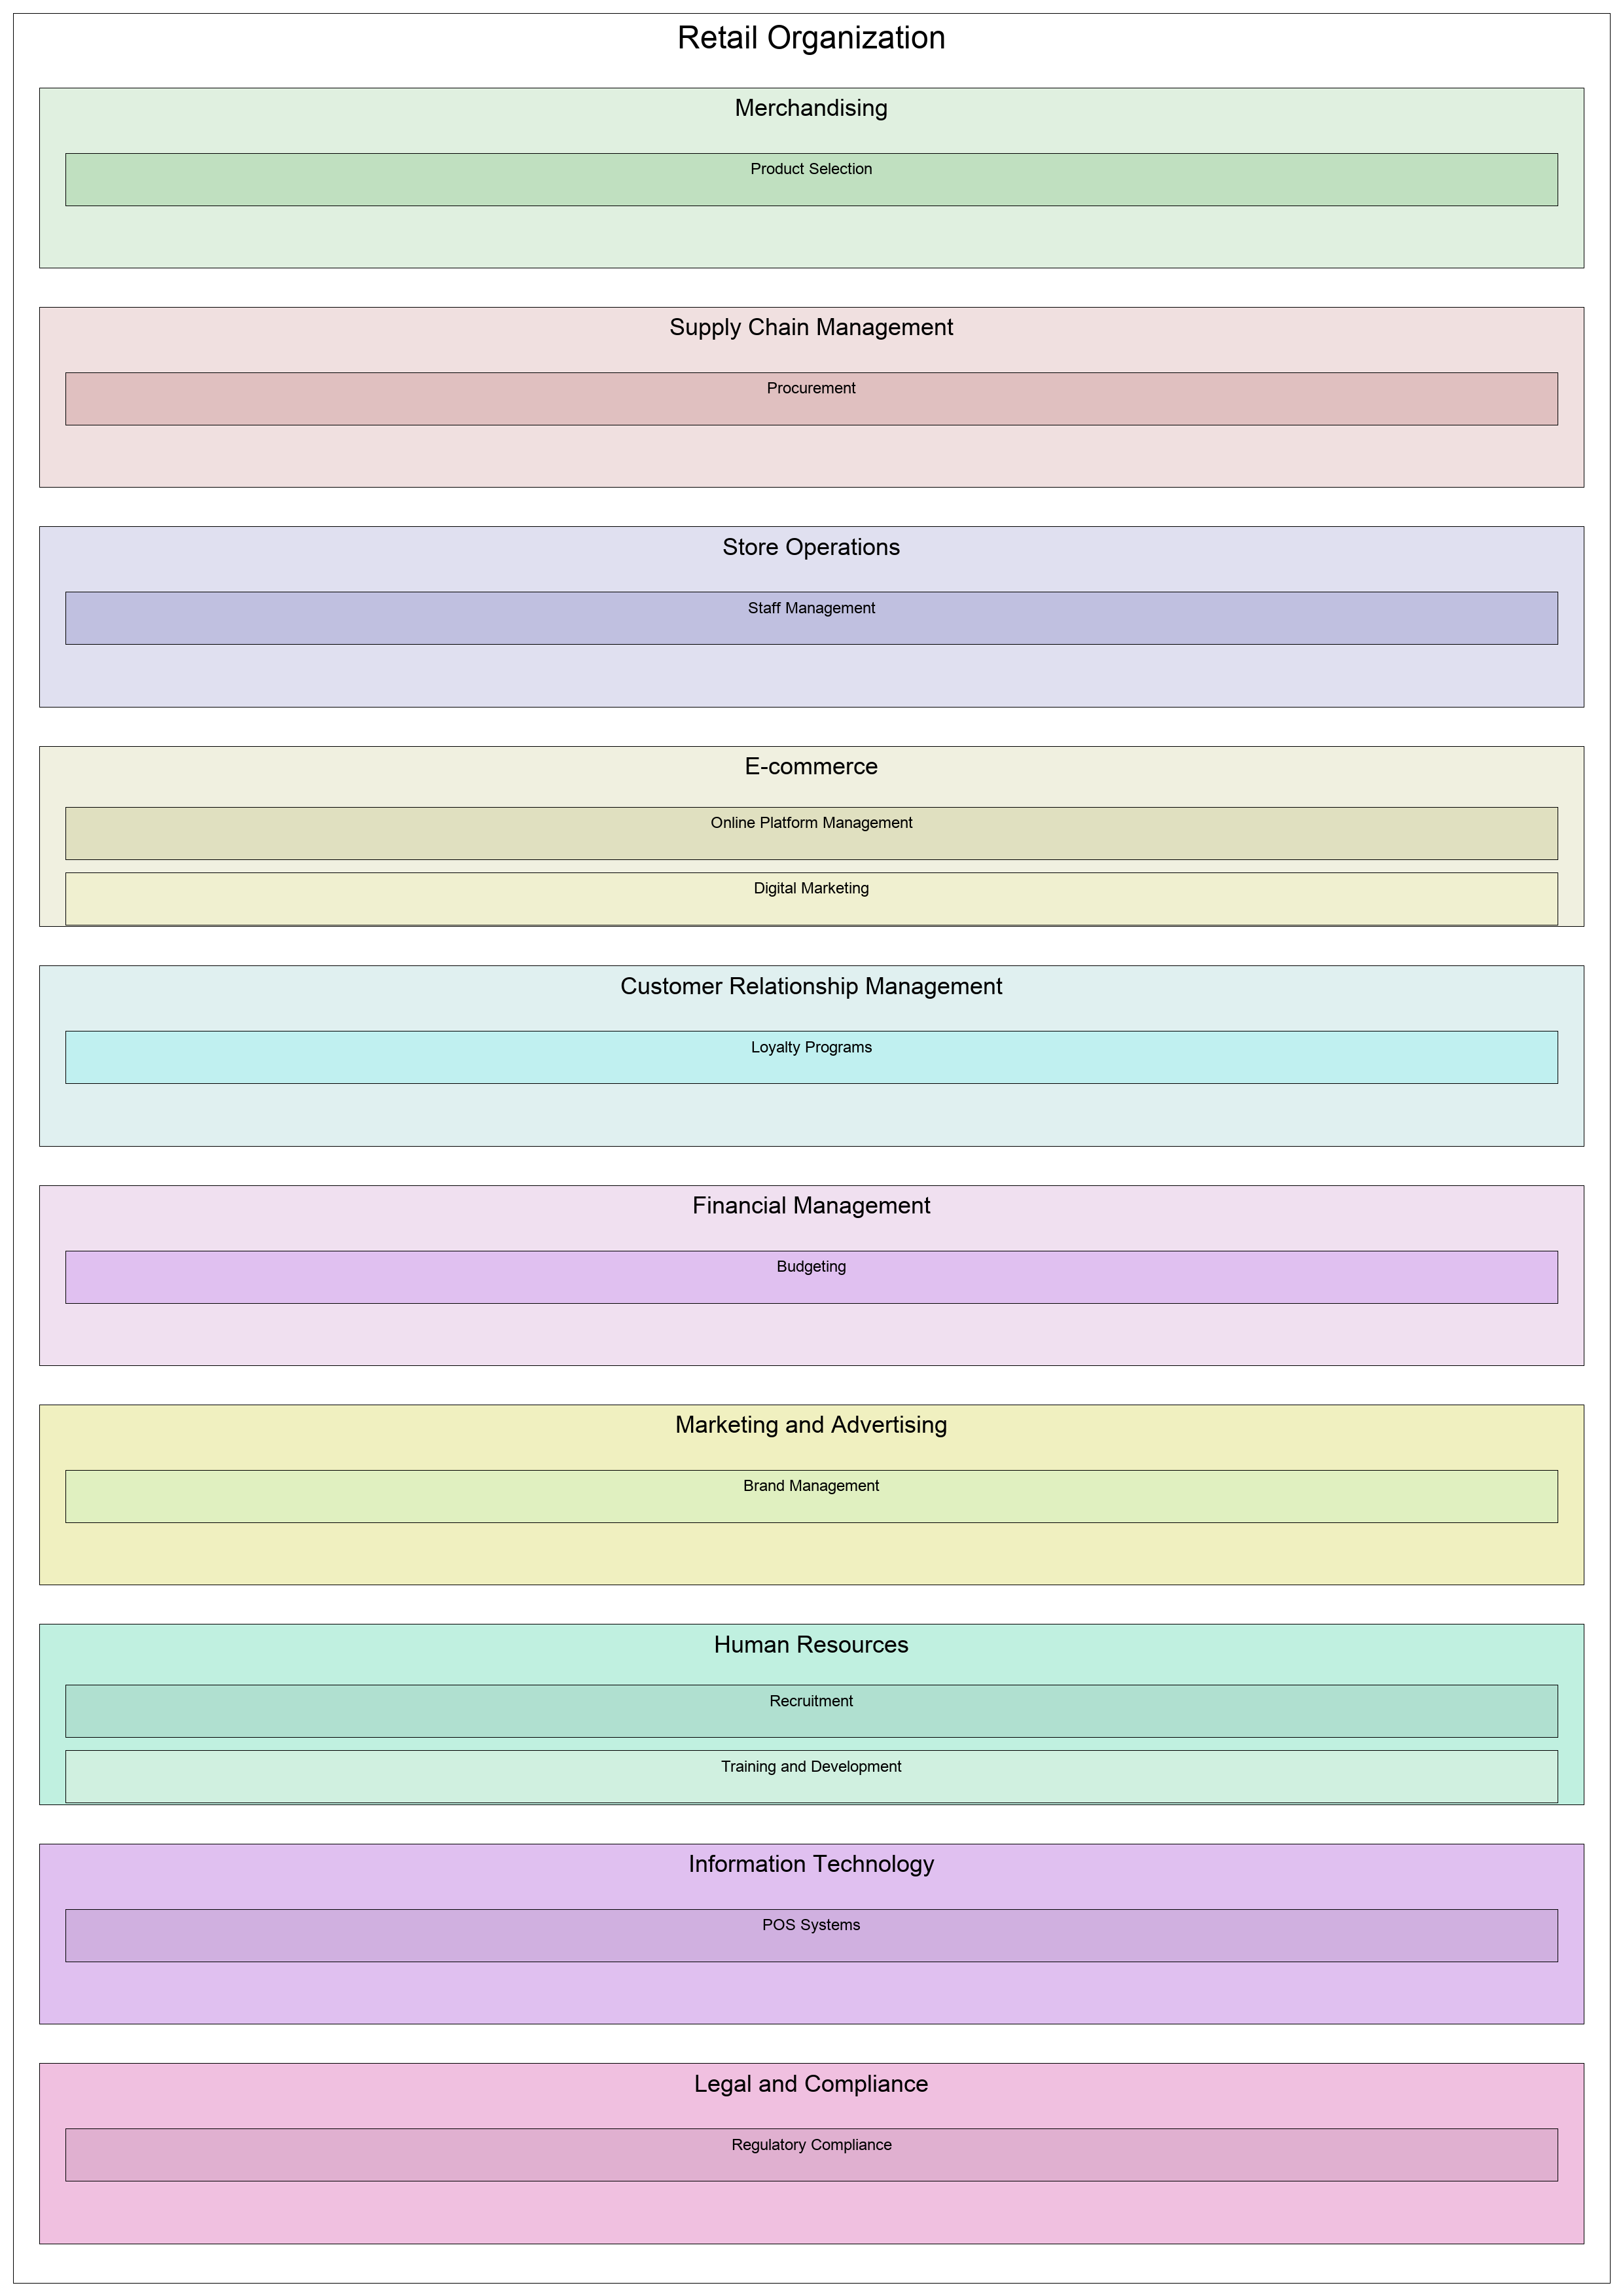 Retail Organization
Merchandising
Product Selection
Supply Chain Management
Procurement
Store Operations
Staff Management
E-commerce
Online Platform Management
Digital Marketing
Customer Relationship Management
Loyalty Programs
Financial Management
Budgeting
Marketing and Advertising
Brand Management
Human Resources
Recruitment
Training and Development
Information Technology
POS Systems
Legal and Compliance
Regulatory Compliance